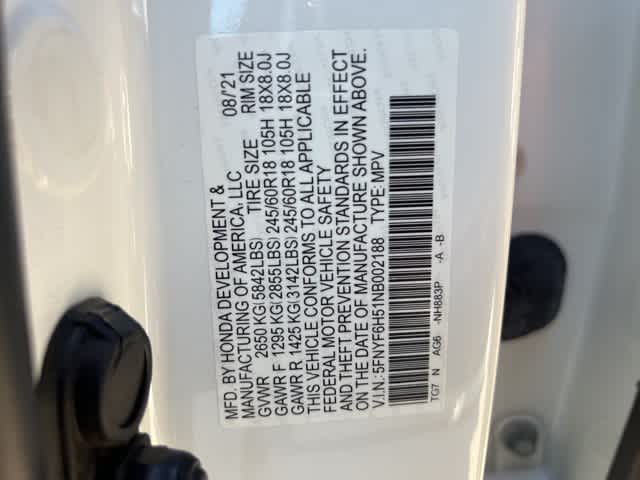 MFD. BY HONDA DEVELOPMENT & 08/'21
MANUFACTURING OF AMERICA, LLC
GVWR 2650 KG(5842LBS) TIRE SIZE RIM SIZE
GAWR F 1295 KG(2855LBS) 245/60R18 105H 18X8.0J
GAWR R 1425 KG(3142LBS) 245/60R18 105H 18X8.0J
THIS VEHICLE CONFORMS TO ALL APPLICABLE
FEDERAL MOTOR VEHICLE SAFETY
AND THEFT PREVENTION STANDARDS IN EFFECT
ON THE DATE OF MANUFACTURE SHOWN ABOVE.
V.I.N.: 5FNYF6H51NB002188 TYPE: MPV
TG7 N AG6 -NH883P -A -B